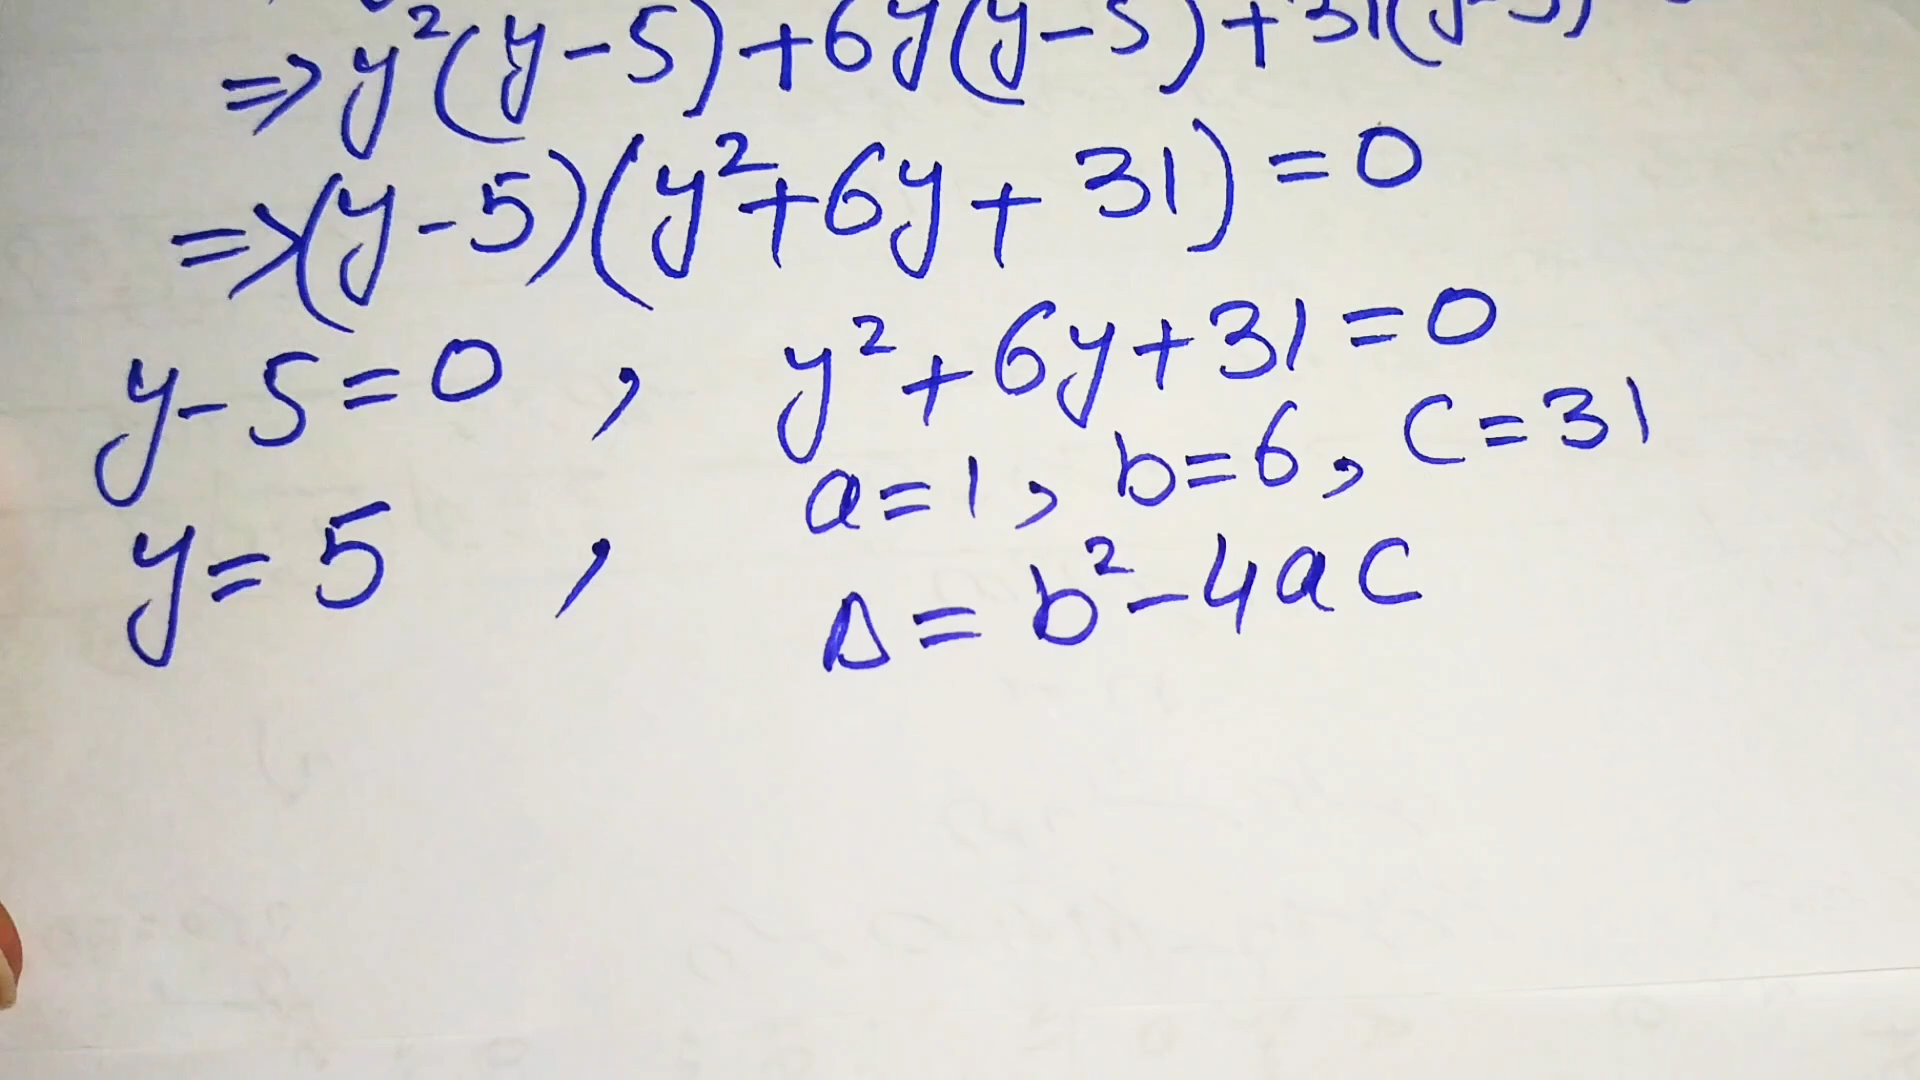 ⇒ y²(y-5)+6y(y-5)+31(y-5)
⇒ (y-5)(y²+6y+31)=0
y-5=0 , y²+6y+31=0
a=1, b=6, c=31
y=5 , Δ=b²-4ac